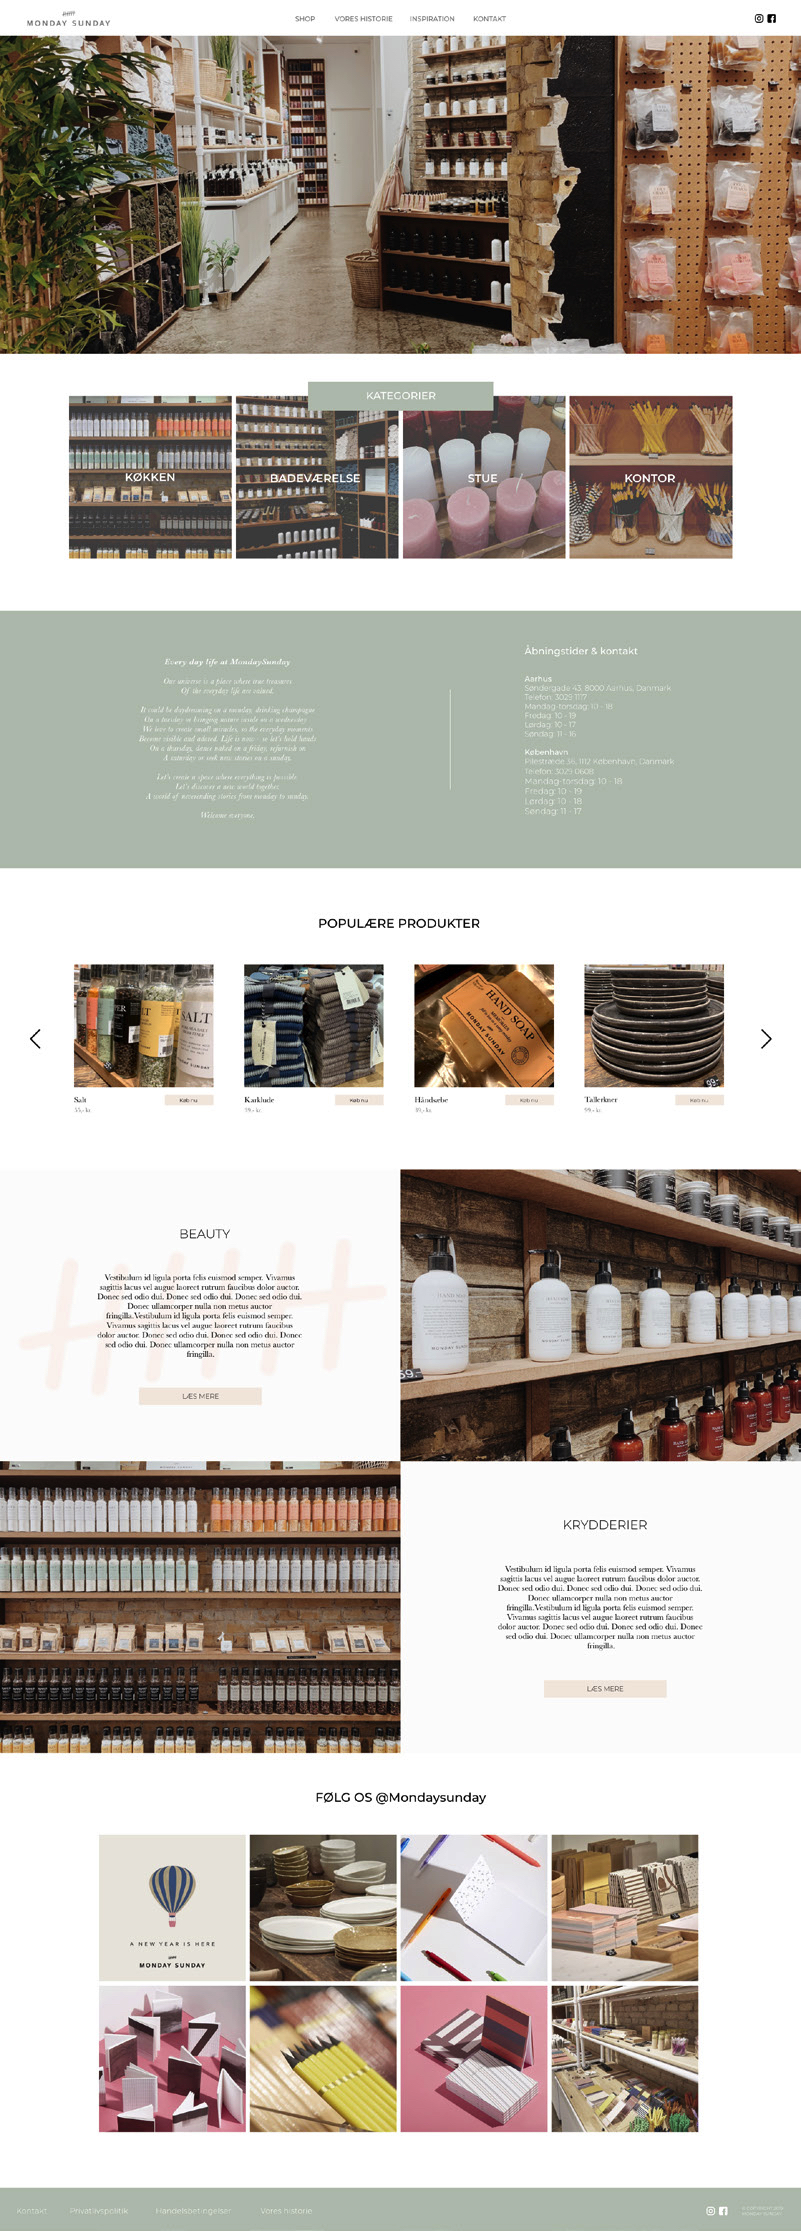 MONDAY SUNDAY
SHOP VORES HISTORIE INSPIRATION KONTAKT
KATEGORIER
KØKKEN BADEVÆRELSE STUE KONTOR
Every day life at MondaySunday
Our universe is a place where true treasures
Of the everyday life are valued.
It could be daydreaming on a monday, drinking champagne
On a tuesday or bringing nature inside on a wednesday
We love to create small miracles, so the everyday moments
Become visible and adored. Life is now - so let's hold hands
On a thursday, dance naked on a friday, refurnish on
A saturday or seek new stories on a sunday.
Let's create a space where everything is possible
Let's discover a new world together.
A world of neverending stories from monday to sunday.
Welcome everyone.
Åbningstider & kontakt
Aarhus
Søndergade 43, 8000 Aarhus, Danmark
Telefon: 3029 1177
Mandag-torsdag: 10 - 18
Fredag: 10 - 19
Lørdag: 10 - 17
Søndag: 11 - 16
København
Pilestræde 36, 1112 København, Danmark
Telefon: 3029 0608
Mandag-torsdag: 10 - 18
Fredag: 10 - 19
Lørdag: 10 - 18
Søndag: 11 - 17
POPULÆRE PRODUKTER
SALT
HAND SOAP
MONDAY SUNDAY
99.-
Salt
Køb nu
Karklude
Køb nu
Håndsæbe
Køb nu
Tallerkner
Køb nu
BEAUTY
Vestibulum id ligula porta felis euismod semper. Vivamus
sagittis lacus vel augue laoreet rutrum faucibus dolor auctor.
Donec sed odio dui. Donec sed odio dui. Donec sed odio dui.
Donec ullamcorper nulla non metus auctor
fringilla.Vestibulum id ligula porta felis euismod semper.
Vivamus sagittis lacus vel augue laoreet rutrum faucibus
dolor auctor. Donec sed odio dui. Donec sed odio dui. Donec
sed odio dui. Donec ullamcorper nulla non metus auctor
fringilla.
LÆS MERE
HAND SOAP
MONDAY SUNDAY
59.-
KRYDDERIER
Vestibulum id ligula porta felis euismod semper. Vivamus
sagittis lacus vel augue laoreet rutrum faucibus dolor auctor.
Donec sed odio dui. Donec sed odio dui. Donec sed odio dui.
Donec ullamcorper nulla non metus auctor
fringilla.Vestibulum id ligula porta felis euismod semper.
Vivamus sagittis lacus vel augue laoreet rutrum faucibus
dolor auctor. Donec sed odio dui. Donec sed odio dui. Donec
sed odio dui. Donec ullamcorper nulla non metus auctor
fringilla.
LÆS MERE
FØLG OS @Mondaysunday
A NEW YEAR IS HERE
MONDAY SUNDAY
7
Kontakt Privatlivspolitik Handelsbetingelser Vores historie
MONDAY SUNDAY